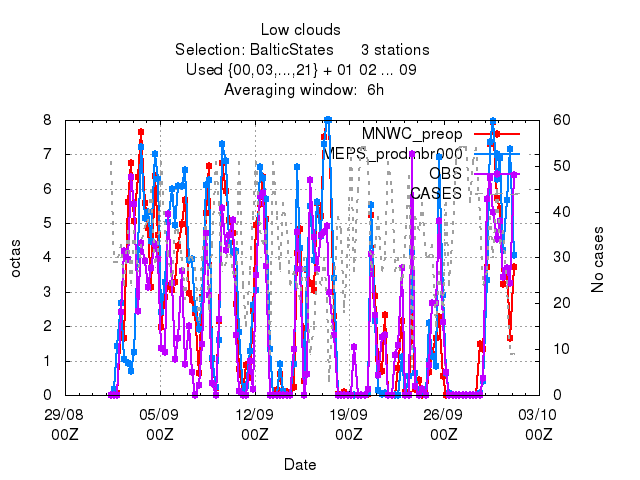 Low clouds
Selection: BalticStates 3 stations
Used {00,03,...,21} + 01 02 ... 09
Averaging window: 6h
MNWC_preop
MEPS_prodmbr000
OBS
CASES
octas
0
1
2
3
4
5
6
7
8
No cases
0
10
20
30
40
50
60
29/08 05/09 12/09 19/09 26/09 03/10
00Z 00Z 00Z 00Z 00Z 00Z
Date